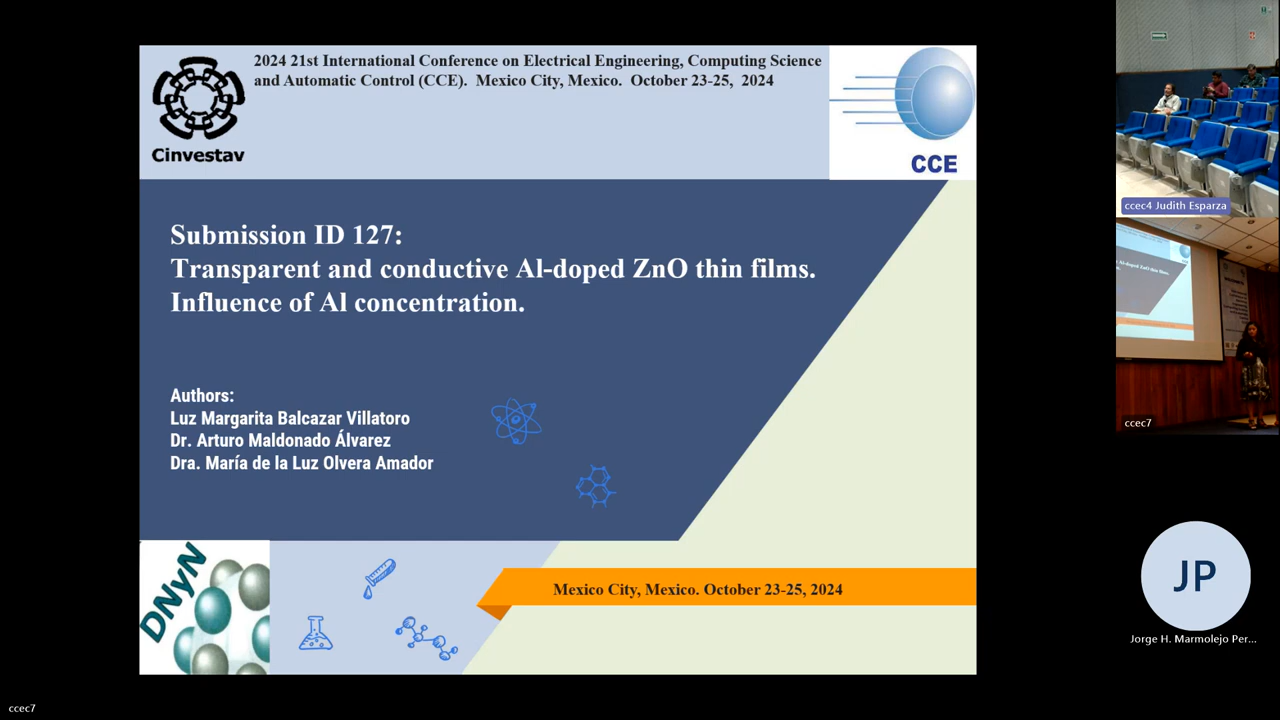 2024 21st International Conference on Electrical Engineering, Computing Science
and Automatic Control (CCE). Mexico City, Mexico. October 23-25, 2024
Cinvestav
CCE
Submission ID 127:
Transparent and conductive Al-doped ZnO thin films.
Influence of Al concentration.
Authors:
Luz Margarita Balcazar Villatoro
Dr. Arturo Maldonado Álvarez
Dra. María de la Luz Olvera Amador
DNyN
Mexico City, Mexico. October 23-25, 2024
ccec4 Judith Esparza
ccec7
JP
Jorge H. Marmolejo Per...
ccec7